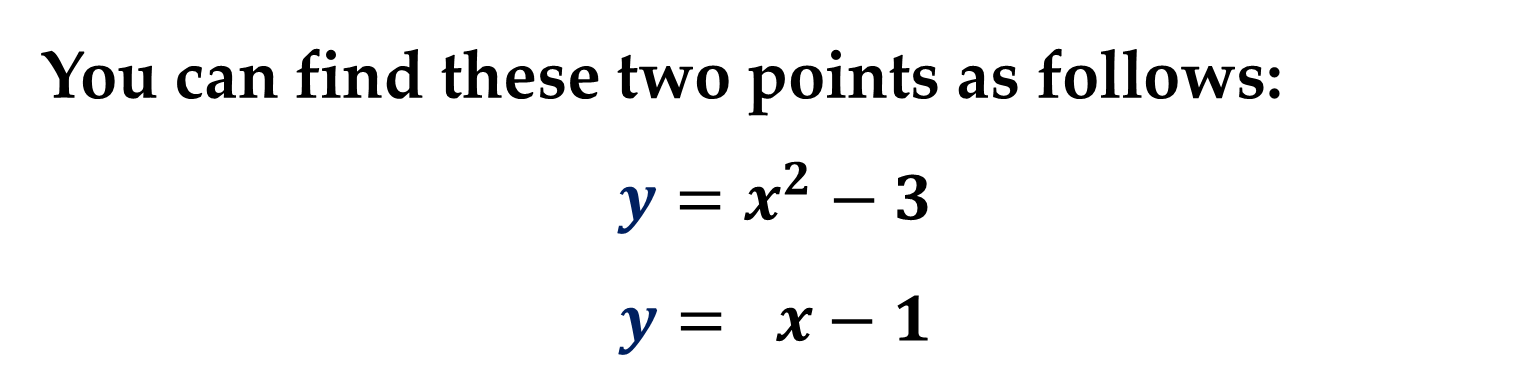 You can find these two points as follows:
y = x² − 3
y = x − 1